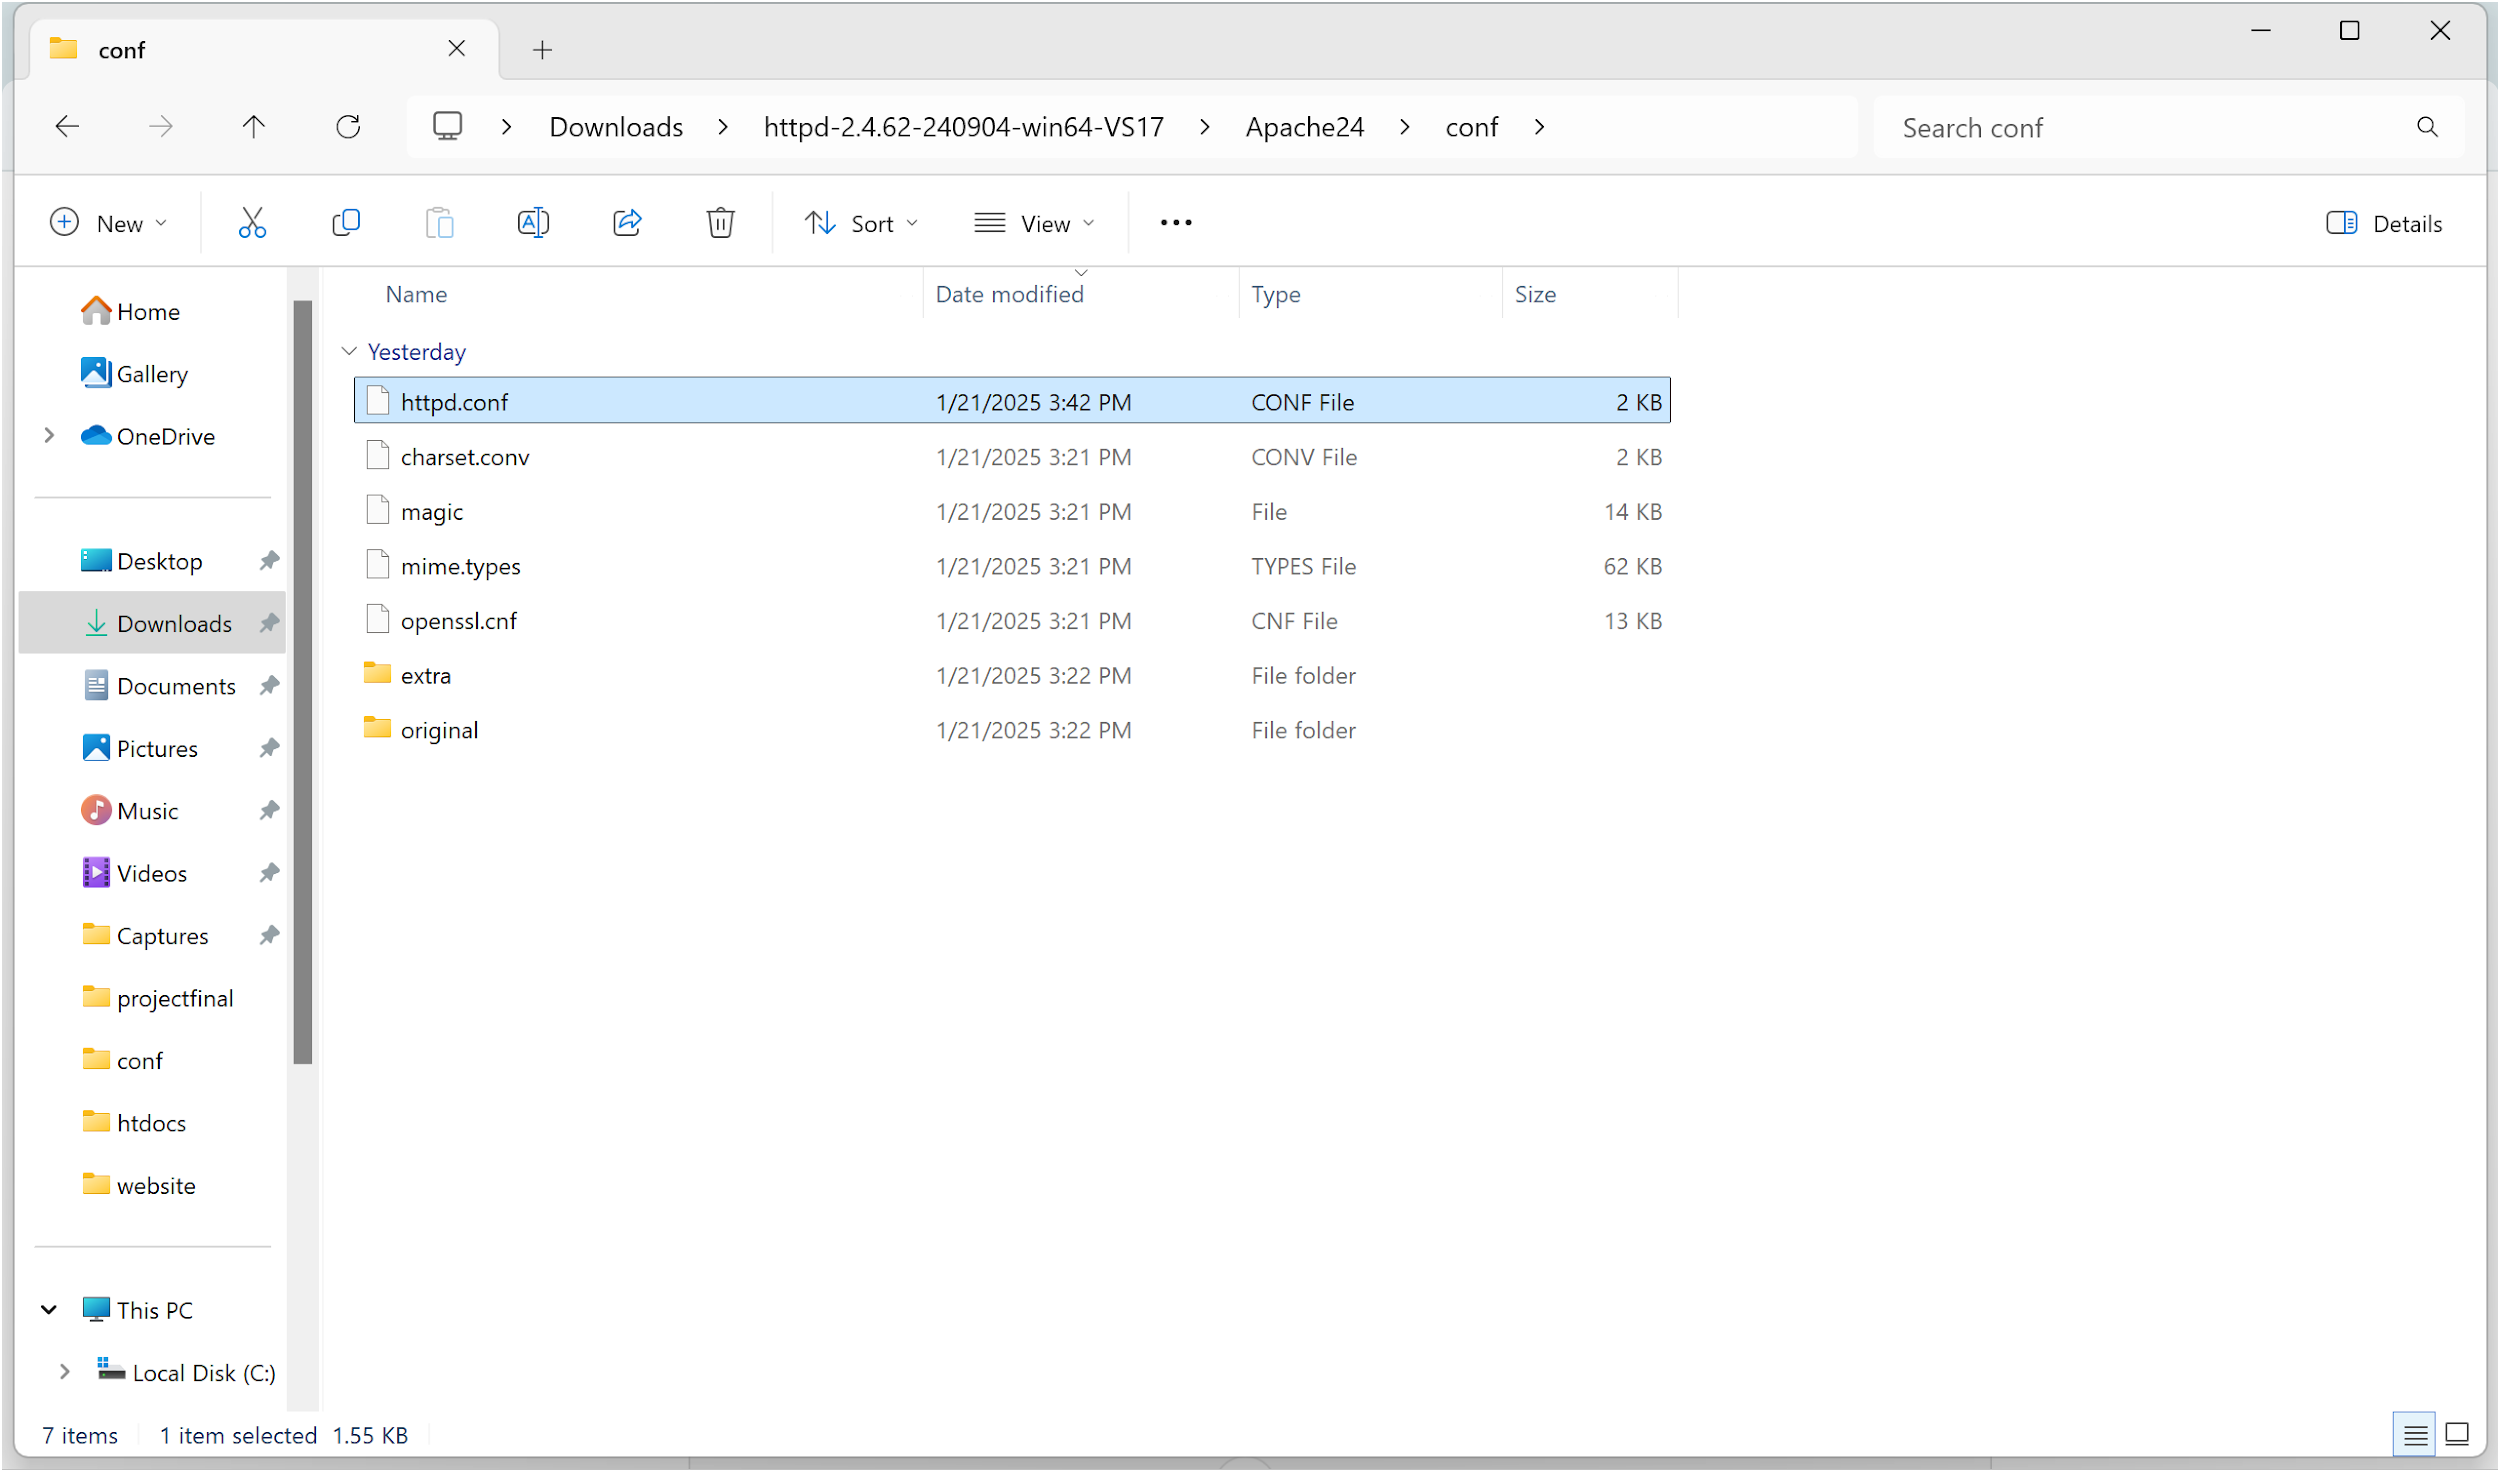 conf
Downloads httpd-2.4.62-240904-win64-VS17 Apache24 conf
Search conf
New Sort View Details
Home
Gallery
OneDrive
Desktop
Downloads
Documents
Pictures
Music
Videos
Captures
projectfinal
conf
htdocs
website
This PC
Local Disk (C:)
Name Date modified Type Size
Yesterday
httpd.conf 1/21/2025 3:42 PM CONF File 2 KB
charset.conv 1/21/2025 3:21 PM CONV File 2 KB
magic 1/21/2025 3:21 PM File 14 KB
mime.types 1/21/2025 3:21 PM TYPES File 62 KB
openssl.cnf 1/21/2025 3:21 PM CNF File 13 KB
extra 1/21/2025 3:22 PM File folder
original 1/21/2025 3:22 PM File folder
7 items 1 item selected 1.55 KB